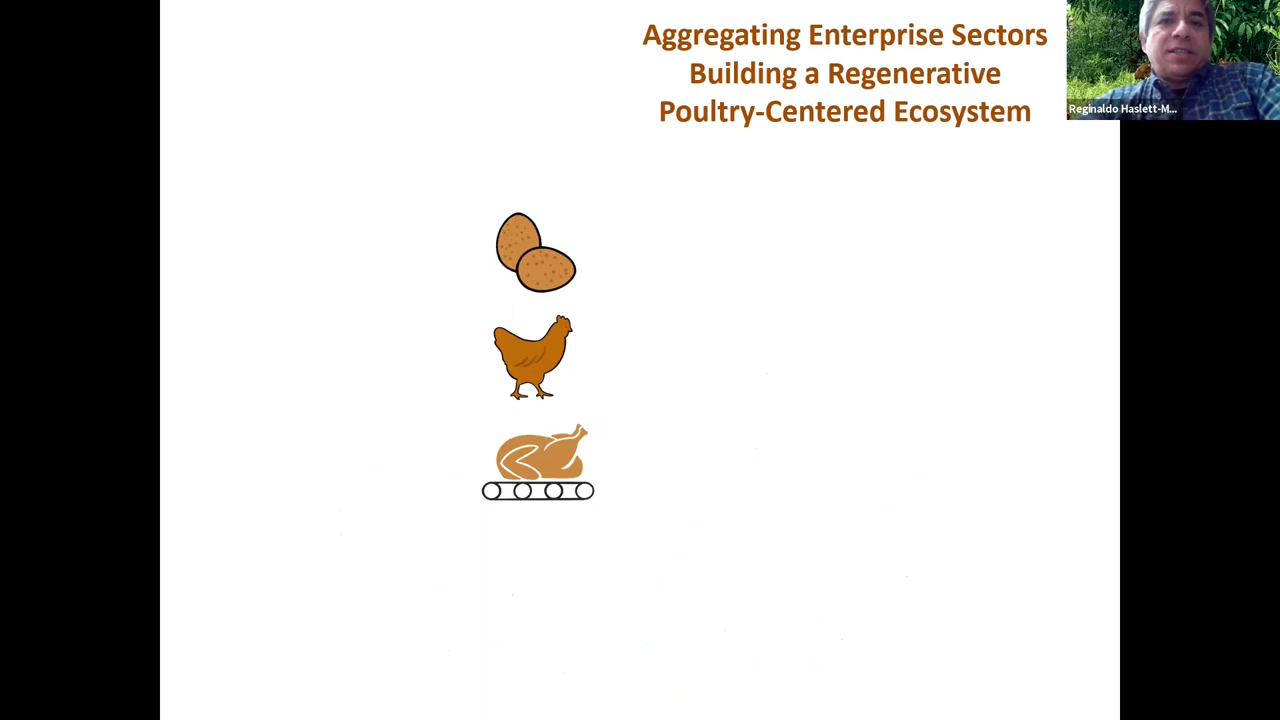 Aggregating Enterprise Sectors
Building a Regenerative
Poultry-Centered Ecosystem
Reginaldo Haslett-M...